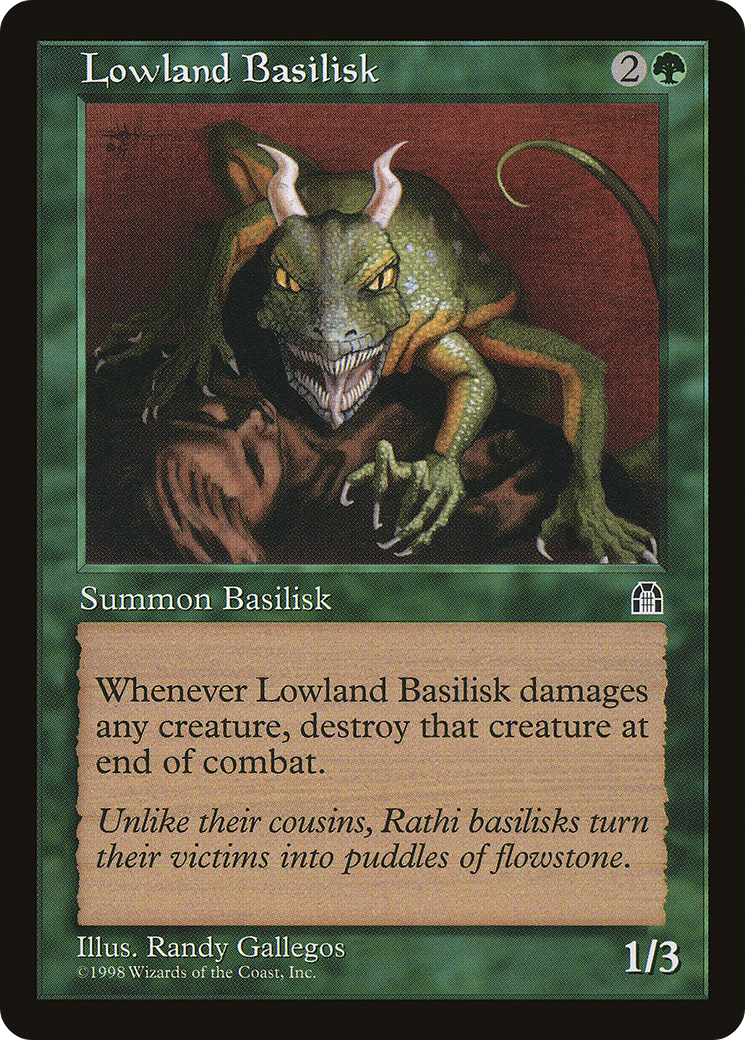 Lowland Basilisk 2
Summon Basilisk
Whenever Lowland Basilisk damages
any creature, destroy that creature at
end of combat.
Unlike their cousins, Rathi basilisks turn
their victims into puddles of flowstone.
Illus. Randy Gallegos
©1998 Wizards of the Coast, Inc.
1/3